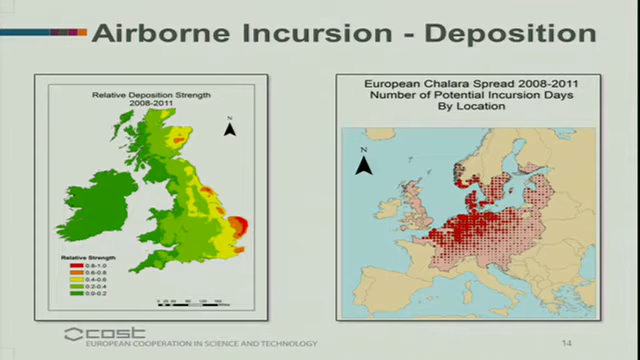 Airborne Incursion - Deposition
Relative Deposition Strength
2008-2011
N
Relative Strength
0.8-1.0
0.6-0.8
0.4-0.6
0.2-0.4
0.0-0.2
European Chalara Spread 2008-2011
Number of Potential Incursion Days
By Location
N
cost
EUROPEAN COOPERATION IN SCIENCE AND TECHNOLOGY
14